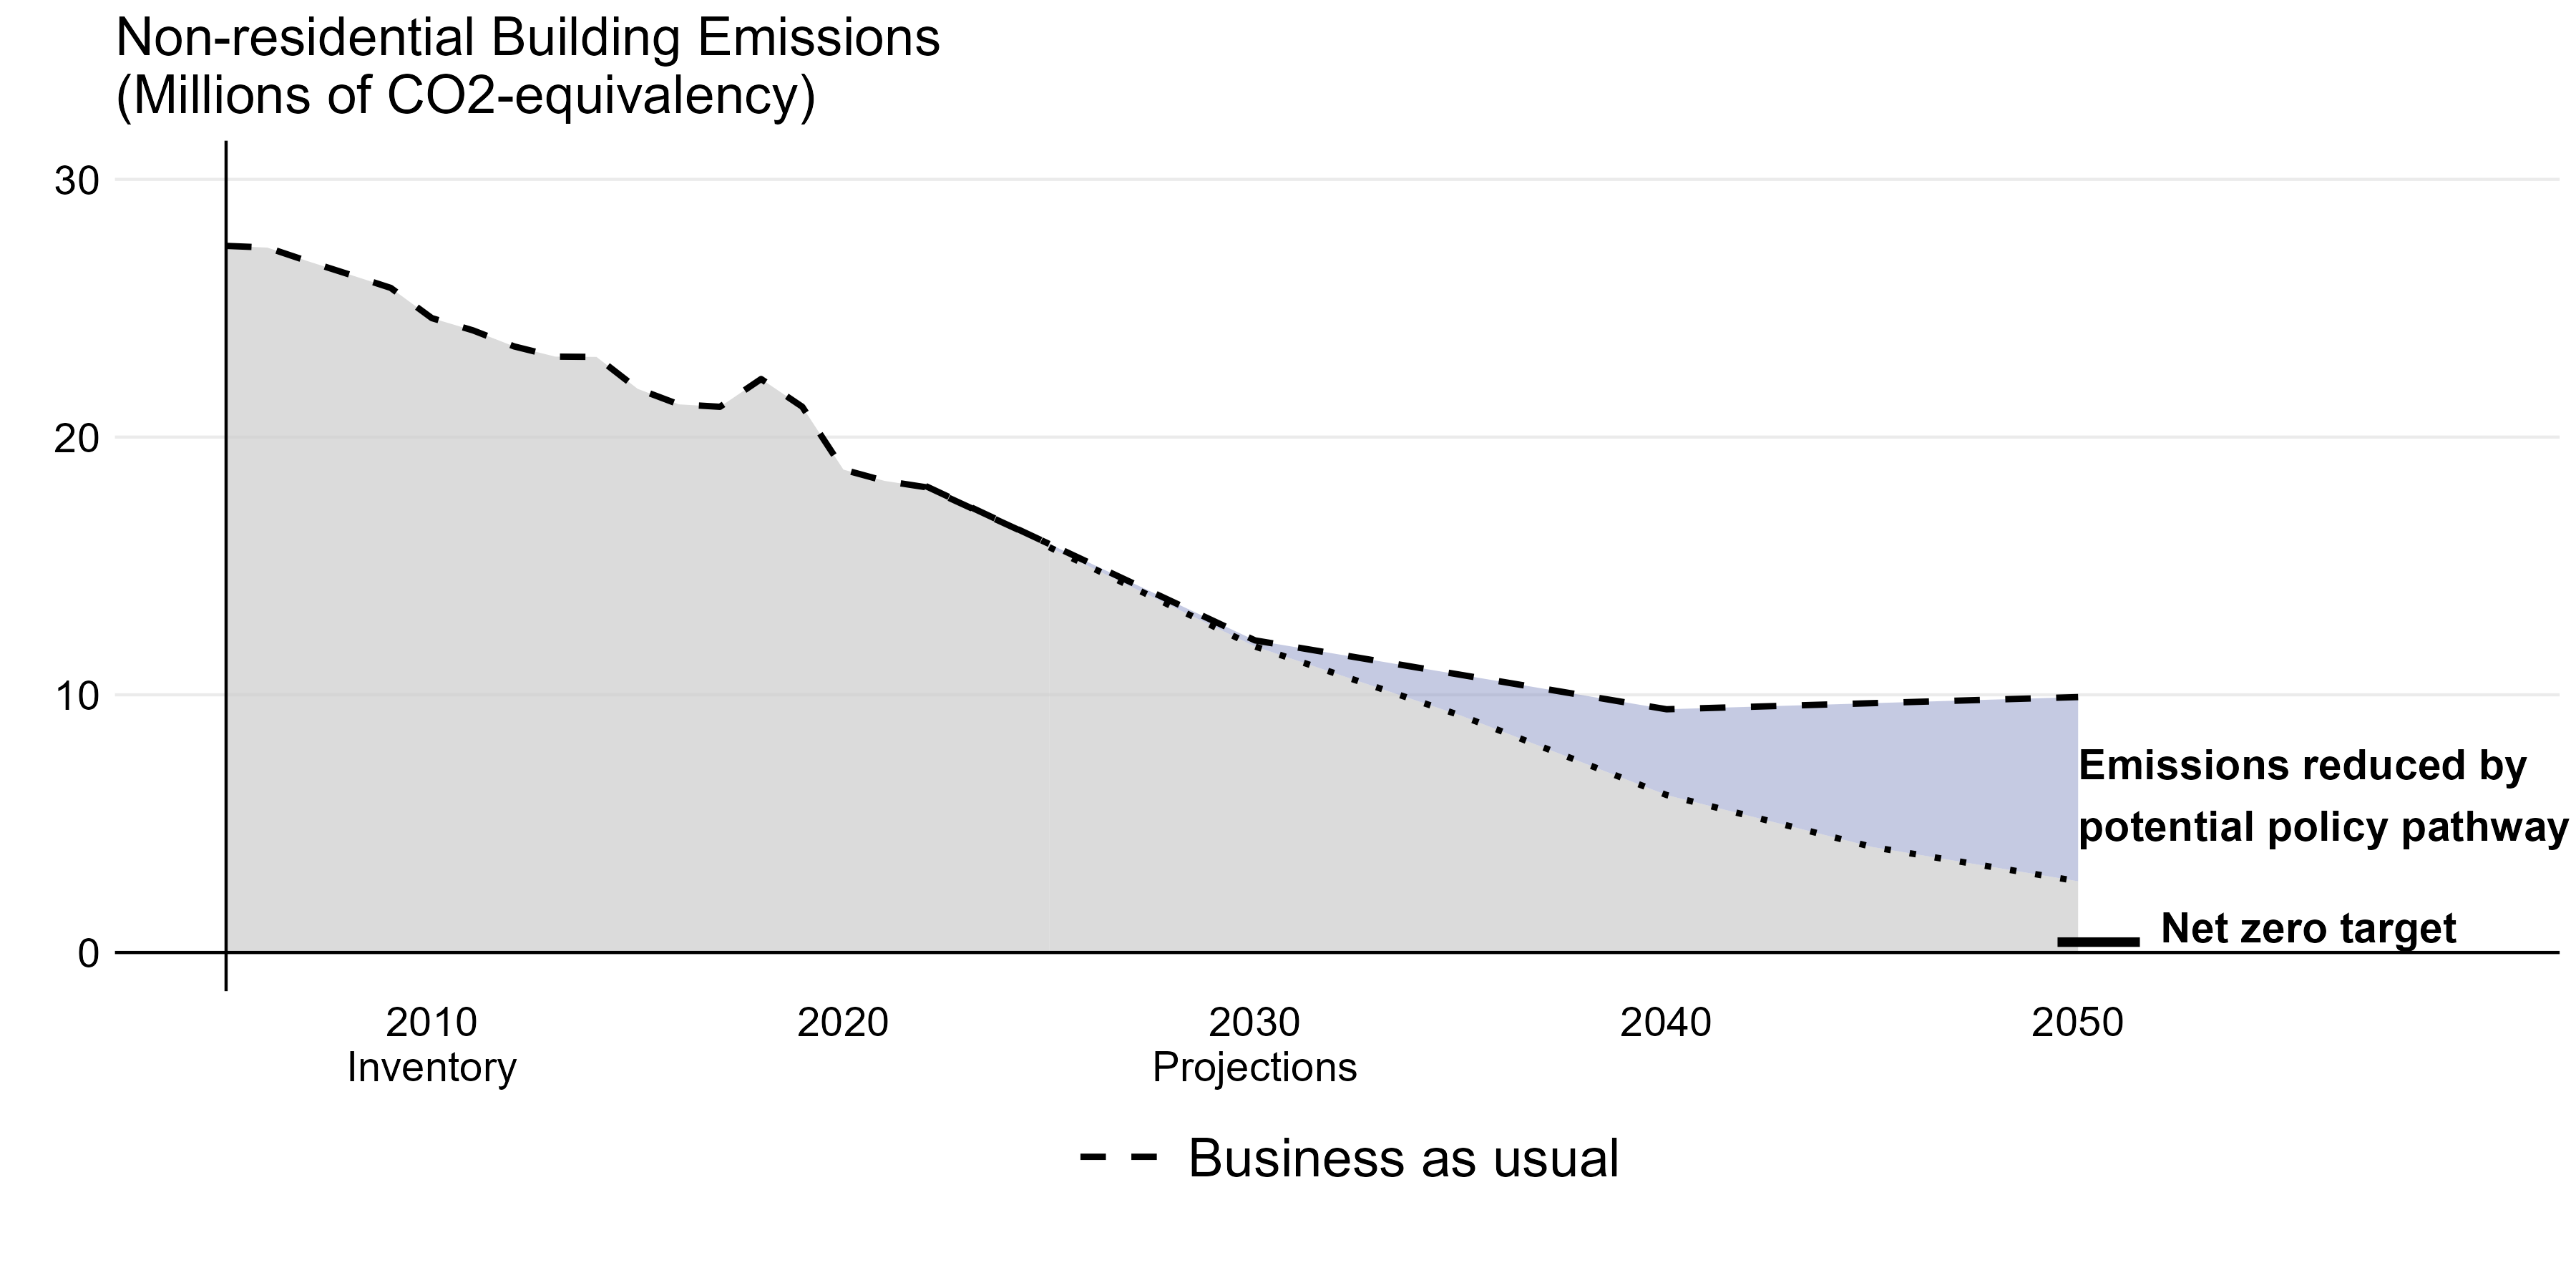 Non-residential Building Emissions
(Millions of CO2-equivalency)
30
20
10
0
Emissions reduced by
potential policy pathway
Net zero target
2010
Inventory
2020
2030
Projections
2040
2050
Business as usual